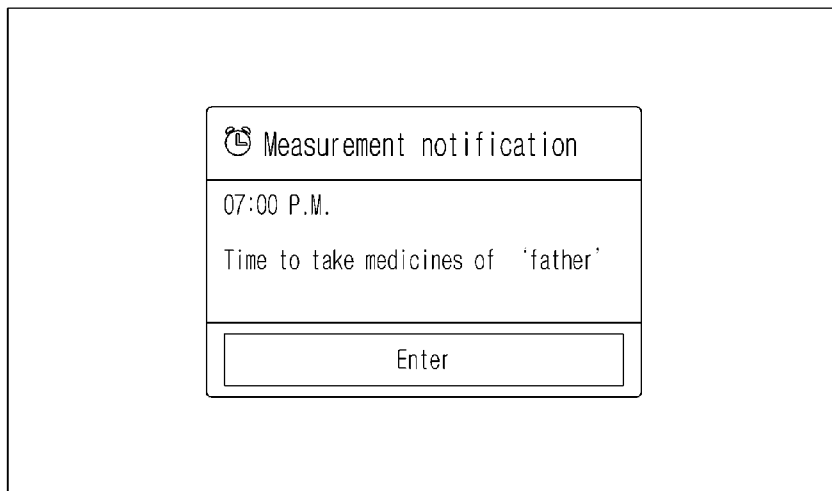 Measurement notification
07:00 P.M.
Time to take medicines of ‘father’
Enter